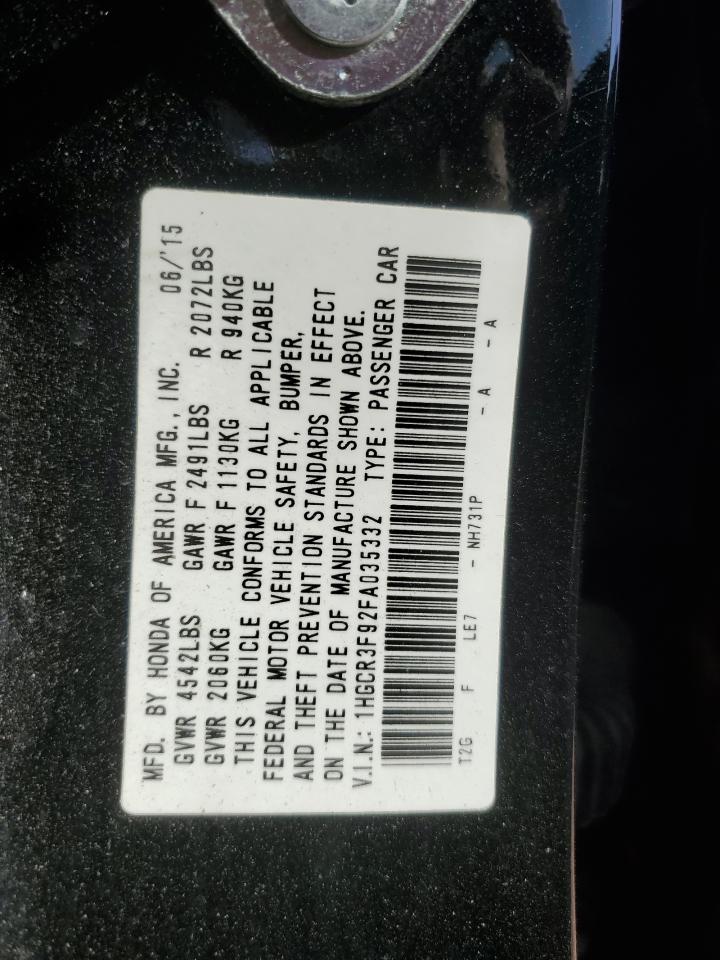 MFD. BY HONDA OF AMERICA MFG., INC. 06/'15
GVWR 4542LBS GAWR F 2491LBS R 2072LBS
GVWR 2060KG GAWR F 1130KG R 940KG
THIS VEHICLE CONFORMS TO ALL APPLICABLE
FEDERAL MOTOR VEHICLE SAFETY, BUMPER,
AND THEFT PREVENTION STANDARDS IN EFFECT
ON THE DATE OF MANUFACTURE SHOWN ABOVE.
V.I.N.: 1HGCR3F92FA035332 TYPE: PASSENGER CAR
T2G F LE7 - NH731P - A - A